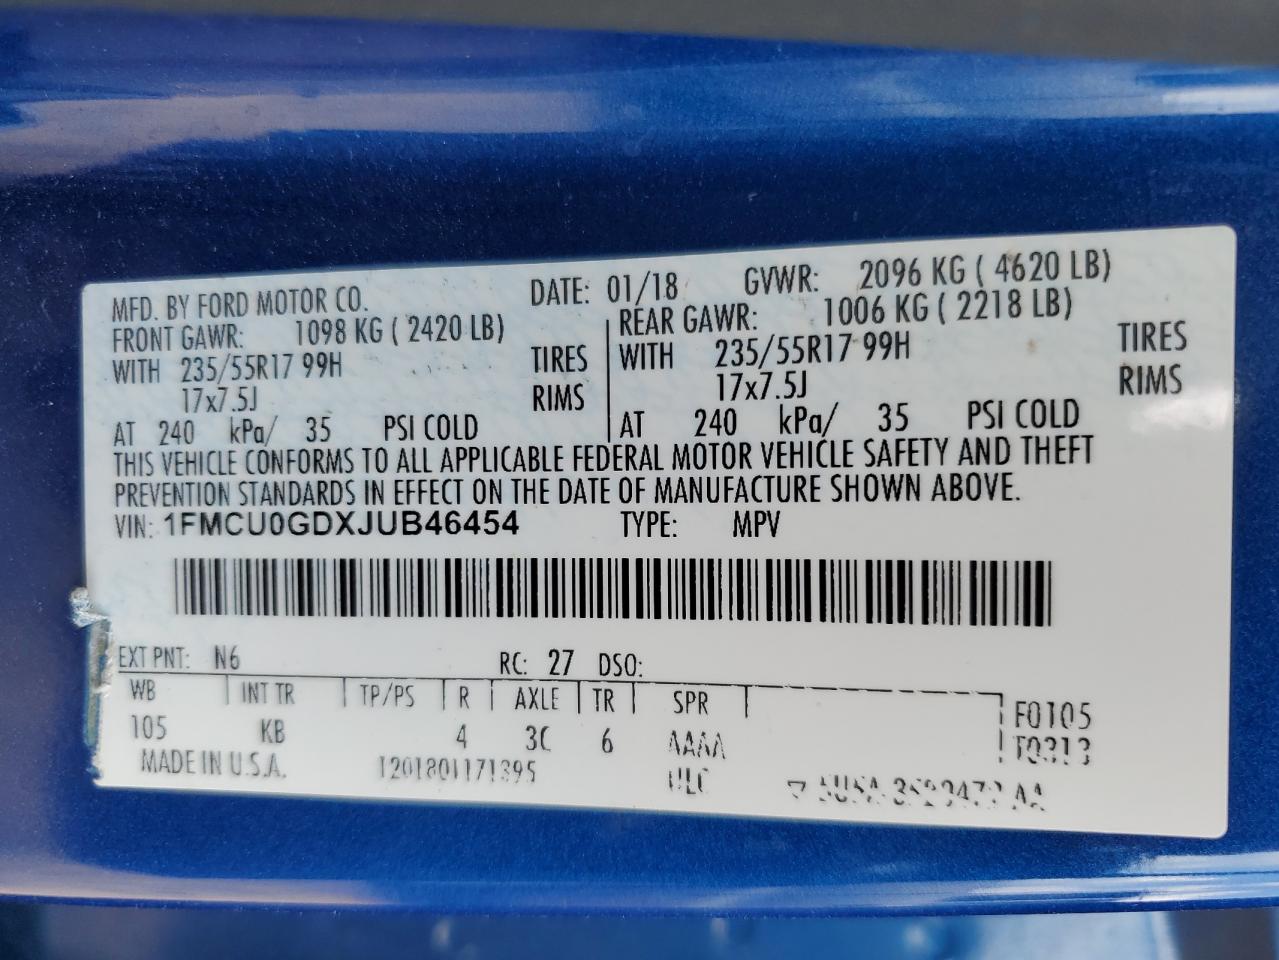 MFD. BY FORD MOTOR CO. DATE: 01/18 GVWR: 2096 KG ( 4620 LB)
FRONT GAWR: 1098 KG ( 2420 LB) REAR GAWR: 1006 KG ( 2218 LB)
WITH 235/55R17 99H TIRES WITH 235/55R17 99H TIRES
17x7.5J RIMS 17x7.5J RIMS
AT 240 kPa/ 35 PSI COLD AT 240 kPa/ 35 PSI COLD
THIS VEHICLE CONFORMS TO ALL APPLICABLE FEDERAL MOTOR VEHICLE SAFETY AND THEFT
PREVENTION STANDARDS IN EFFECT ON THE DATE OF MANUFACTURE SHOWN ABOVE.
VIN: 1FMCU0GDXJUB46454 TYPE: MPV
EXT PNT: N6 RC: 27 DSO:
WB INT TR TP/PS R AXLE TR SPR F0105
105 KB 4 3C 6 AAAA T0313
MADE IN U.S.A. T201801171395